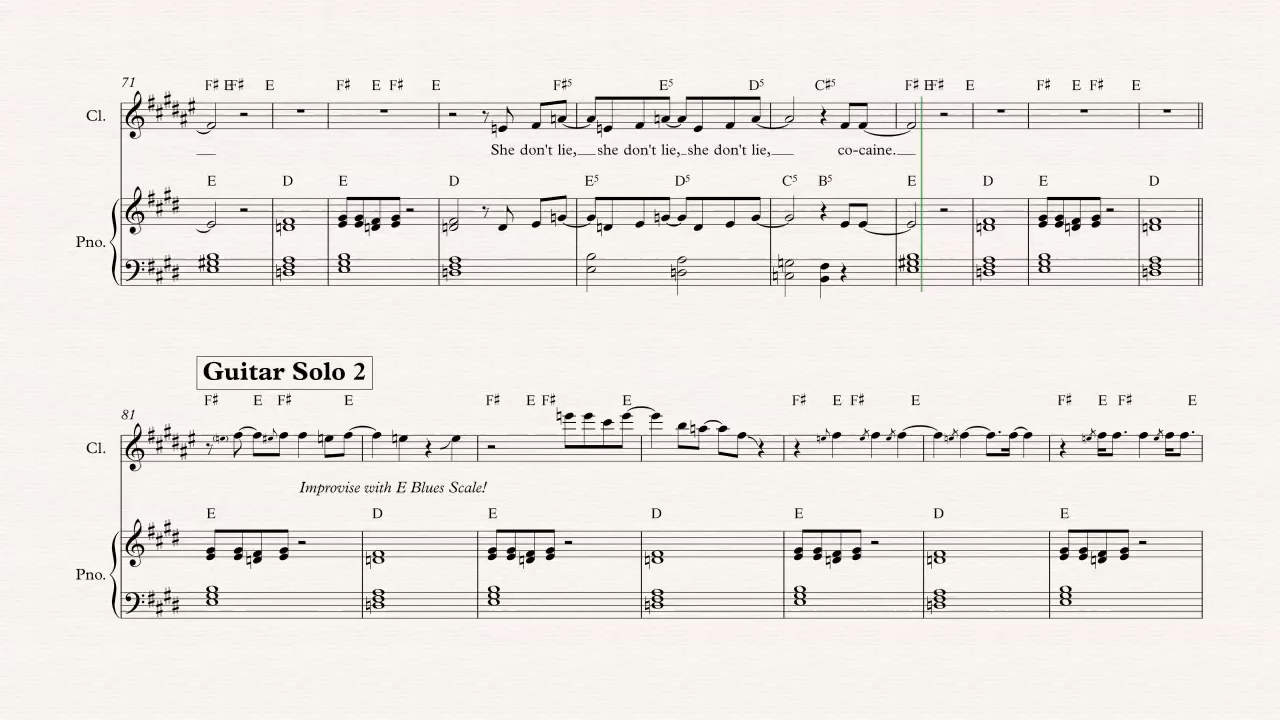 71
F♯ E F♯ E F♯ E F♯ E F♯5 E5 D5 C♯5 F♯ E F♯ E F♯ E F♯ E
Cl.
She don't lie, she don't lie, she don't lie, co-caine.
E D E D E5 D5 C5 B5 E D E D
Pno.
Guitar Solo 2
81
F♯ E F♯ E F♯ E F♯ E F♯ E F♯ E F♯ E F♯ E
Cl.
Improvise with E Blues Scale!
E D E D E D E
Pno.